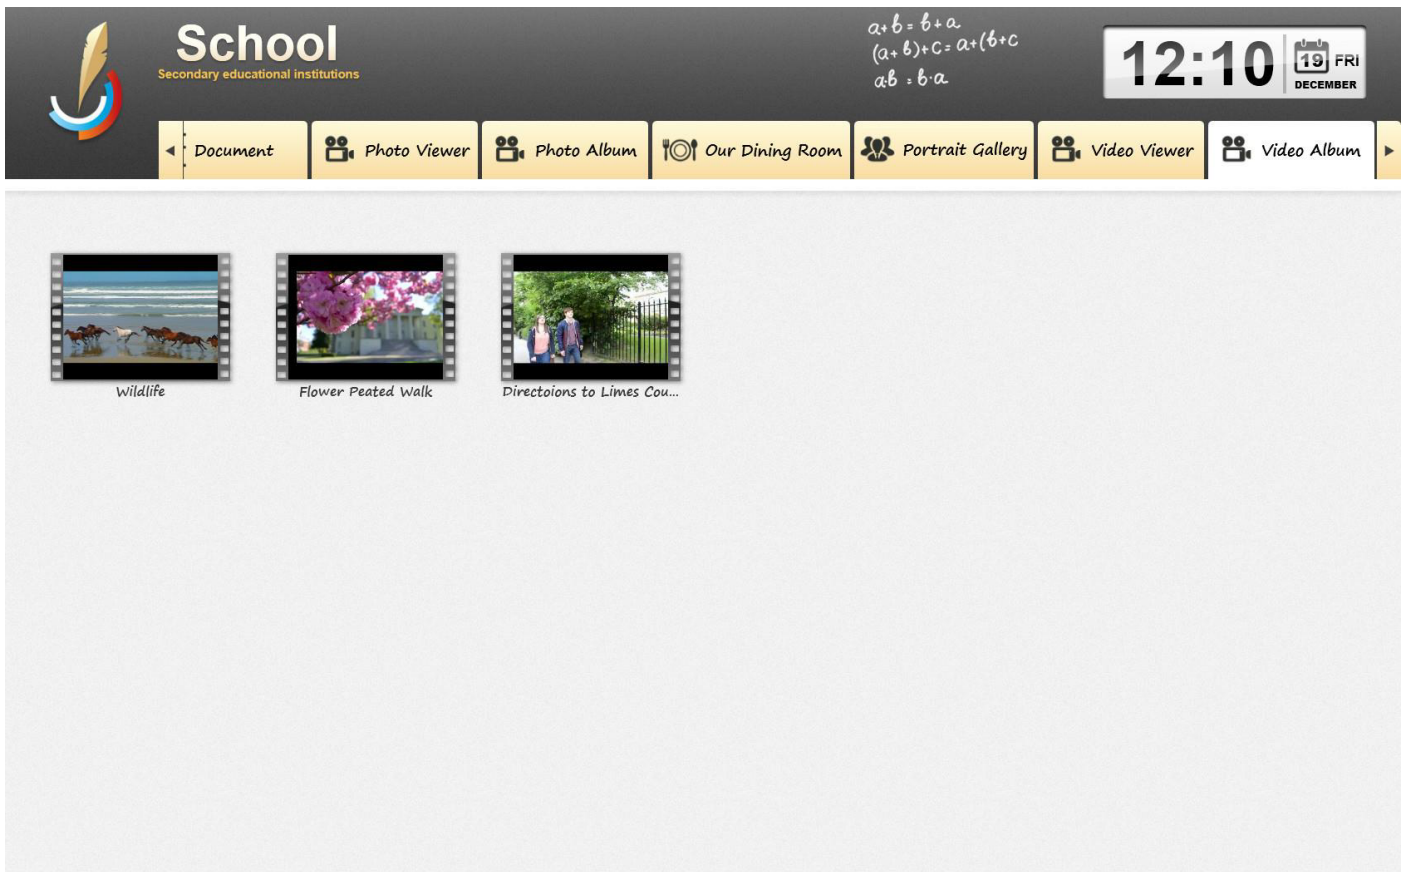 School
Secondary educational institutions
a+b=b+a
(a+b)+c=a+(b+c
a·b=b·a
12:10
19 FRI
DECEMBER
Document
Photo Viewer
Photo Album
Our Dining Room
Portrait Gallery
Video Viewer
Video Album
Wildlife
Flower Peated Walk
Directoions to Limes Cou...